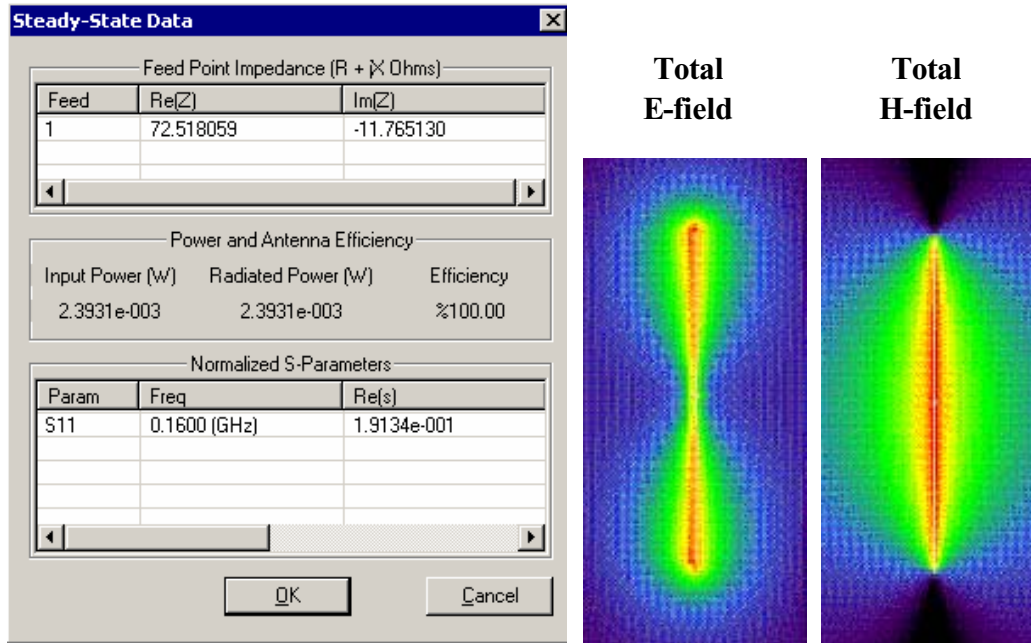 Steady-State Data
Feed Point Impedance (R + jX Ohms)
Feed Re(Z) Im(Z)
1 72.518059 -11.765130
Power and Antenna Efficiency
Input Power (W) Radiated Power (W) Efficiency
2.3931e-003 2.3931e-003 %100.00
Normalized S-Parameters
Param Freq Re(s)
S11 0.1600 (GHz) 1.9134e-001
OK Cancel
Total
E-field
Total
H-field